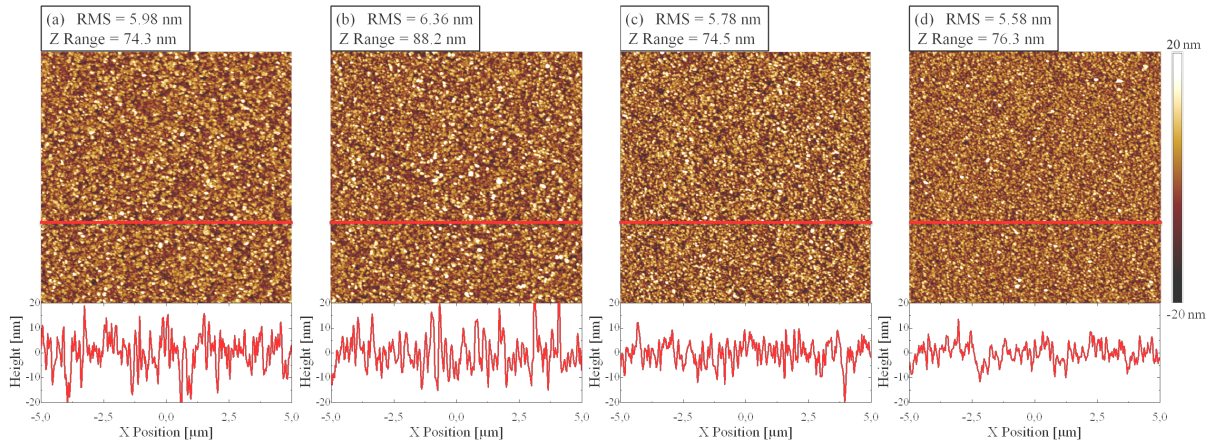 (a) RMS = 5.98 nm
Z Range = 74.3 nm
(b) RMS = 6.36 nm
Z Range = 88.2 nm
(c) RMS = 5.78 nm
Z Range = 74.5 nm
(d) RMS = 5.58 nm
Z Range = 76.3 nm
20 nm
-20 nm
Height [nm]
20
10
0
-10
-20
-5,0
-2,5
0,0
2,5
5,0
X Position [µm]
Height [nm]
20
10
0
-10
-20
-5,0
-2,5
0,0
2,5
5,0
X Position [µm]
Height [nm]
20
10
0
-10
-20
-5,0
-2,5
0,0
2,5
5,0
X Position [µm]
Height [nm]
20
10
0
-10
-20
-5,0
-2,5
0,0
2,5
5,0
X Position [µm]